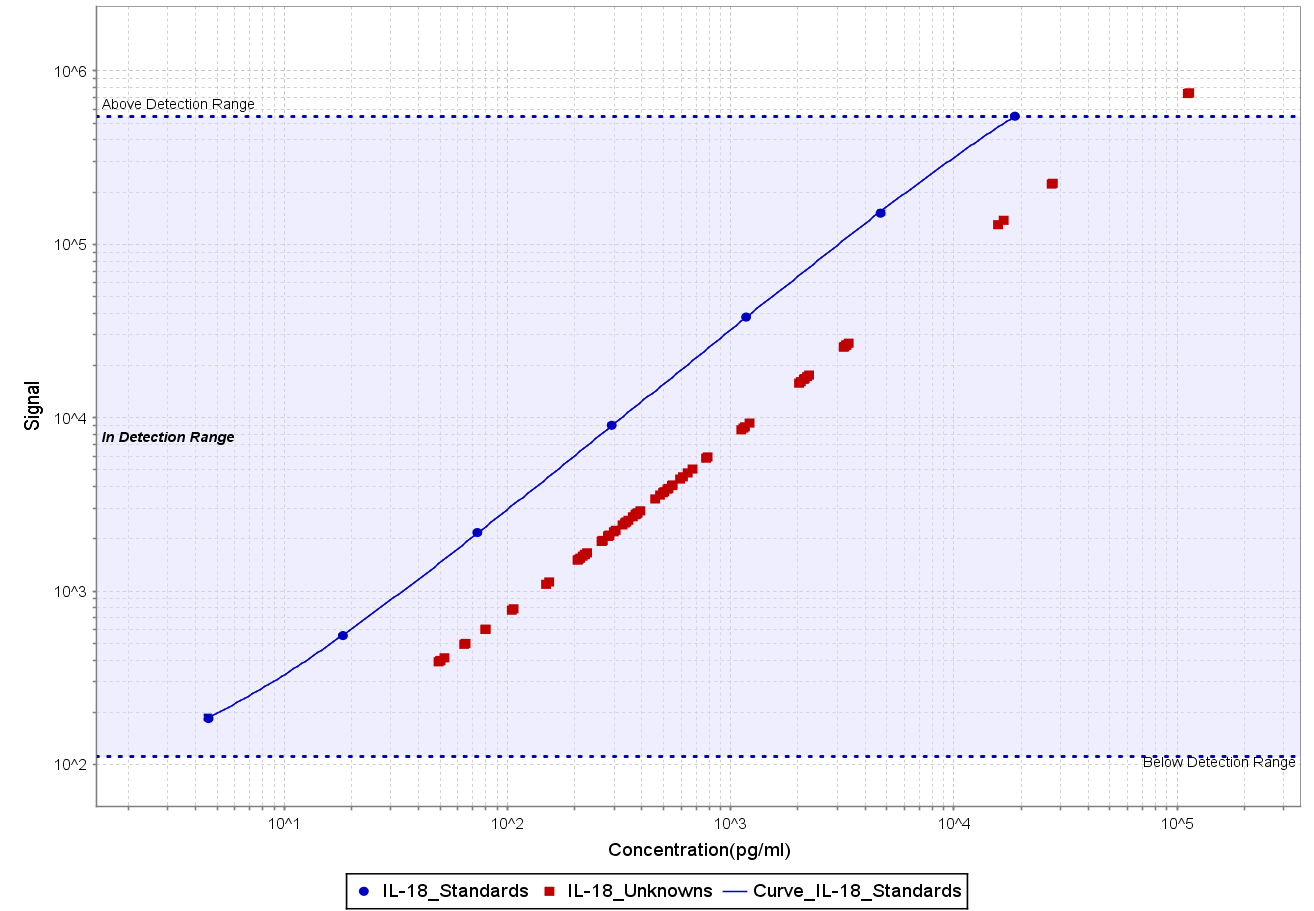 10^6
Above Detection Range
10^5
Signal
10^4
In Detection Range
10^3
10^2
Below Detection Range
10^1 10^2 10^3 10^4 10^5
Concentration(pg/ml)
IL-18_Standards IL-18_Unknowns Curve_IL-18_Standards